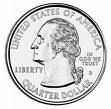 UNITED STATES OF AMERICA
LIBERTY
IN
GOD WE
TRUST
D
QUARTER DOLLAR